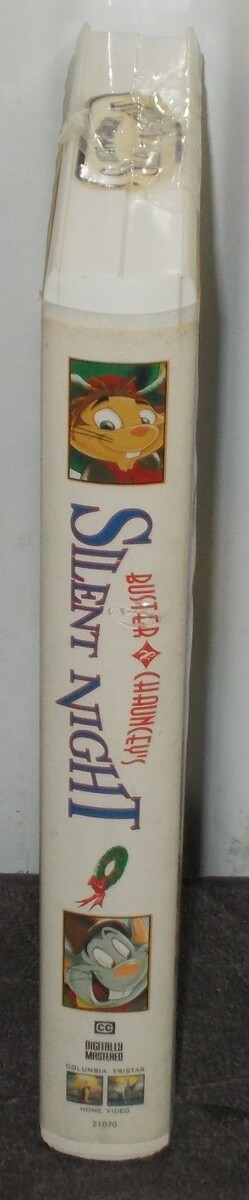 BUSTER & CHAUNCEY'S
SILENT NIGHT
CC
DIGITALLY
MASTERED
COLUMBIA TRISTAR
HOME VIDEO
21070